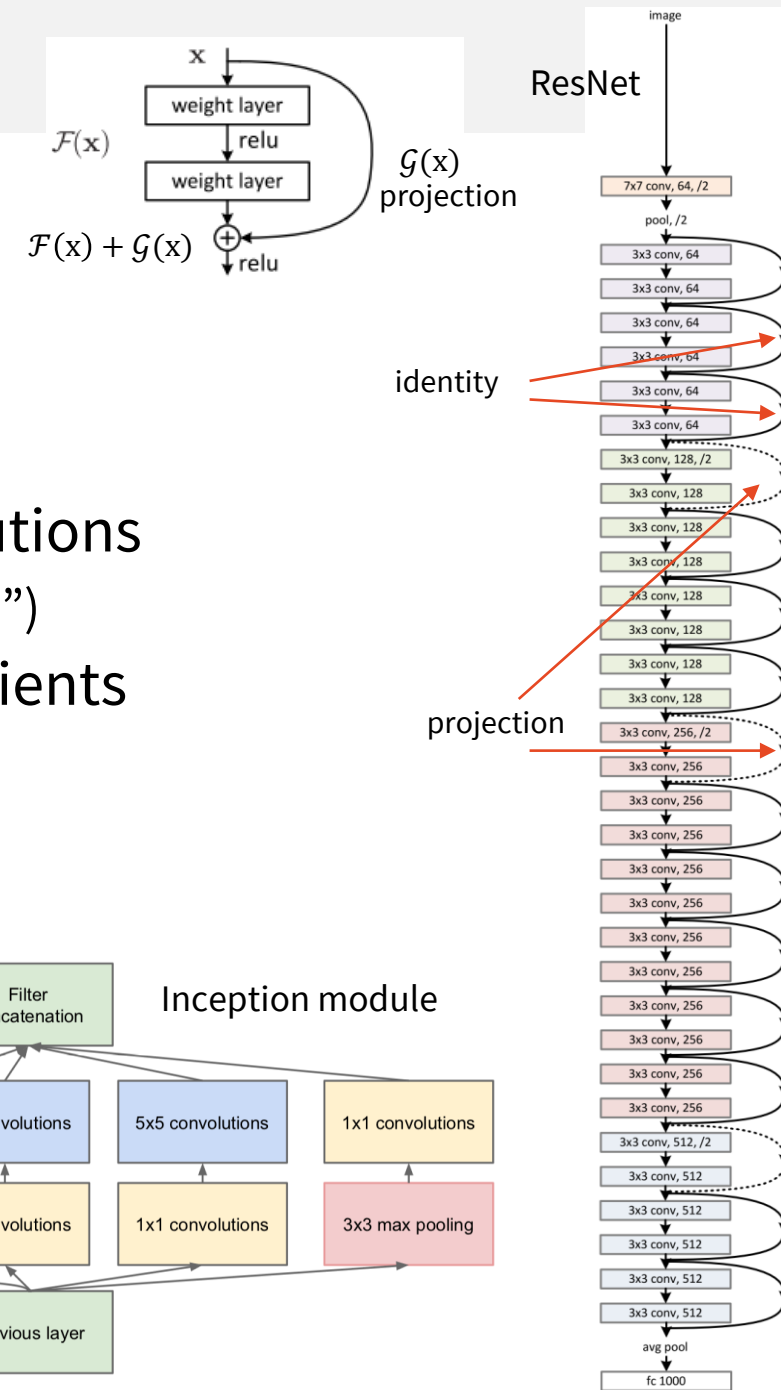 x
weight layer
F(x)
relu
weight layer
G(x)
projection
F(x) + G(x)
+
relu
identity
projection
utions
”)
ients
Inception module
Filter
catenation
volutions
5x5 convolutions
1x1 convolutions
volutions
1x1 convolutions
3x3 max pooling
vious layer
ResNet
image
7x7 conv, 64, /2
pool, /2
3x3 conv, 64
3x3 conv, 64
3x3 conv, 64
3x3 conv, 64
3x3 conv, 64
3x3 conv, 64
3x3 conv, 128, /2
3x3 conv, 128
3x3 conv, 128
3x3 conv, 128
3x3 conv, 128
3x3 conv, 128
3x3 conv, 128
3x3 conv, 128
3x3 conv, 256, /2
3x3 conv, 256
3x3 conv, 256
3x3 conv, 256
3x3 conv, 256
3x3 conv, 256
3x3 conv, 256
3x3 conv, 256
3x3 conv, 256
3x3 conv, 256
3x3 conv, 256
3x3 conv, 256
3x3 conv, 512, /2
3x3 conv, 512
3x3 conv, 512
3x3 conv, 512
3x3 conv, 512
3x3 conv, 512
avg pool
fc 1000